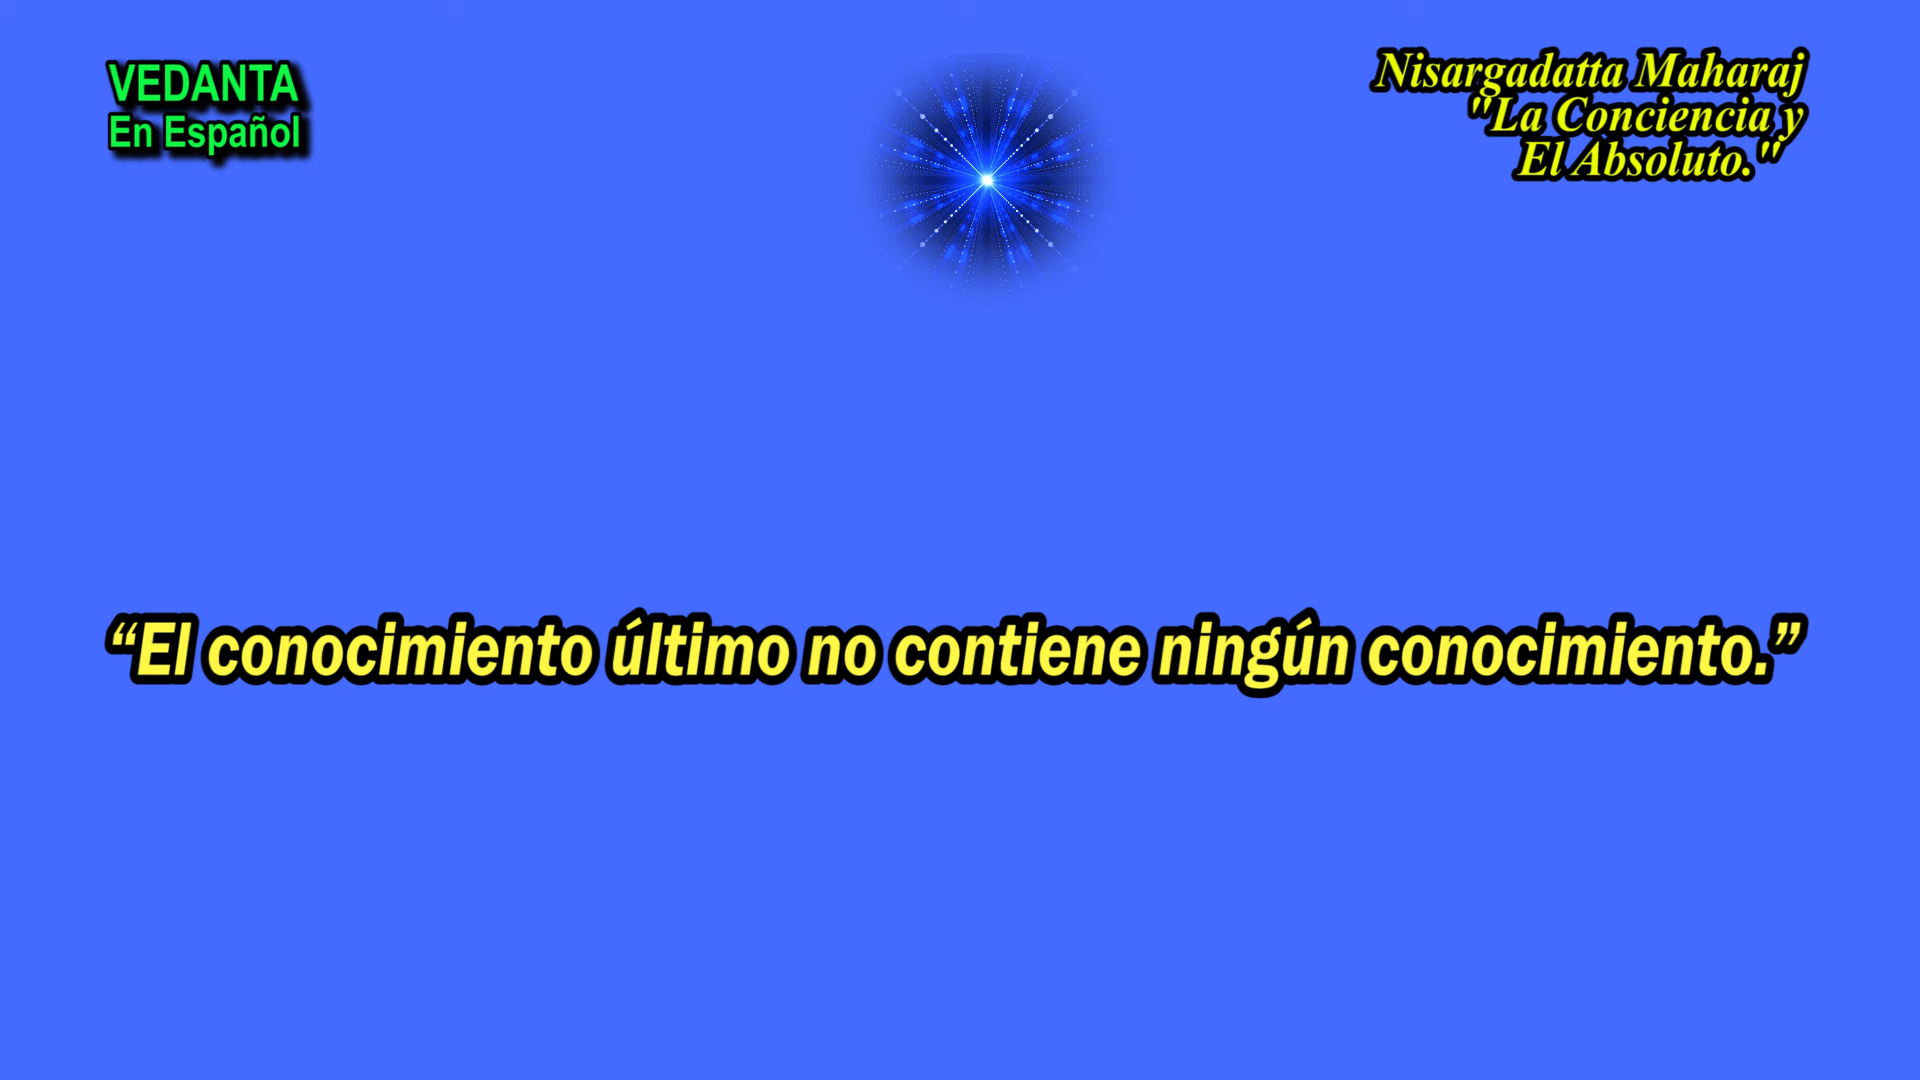 VEDANTA
En Español
Nisargadatta Maharaj
"La Conciencia y
El Absoluto."
“El conocimiento último no contiene ningún conocimiento.”